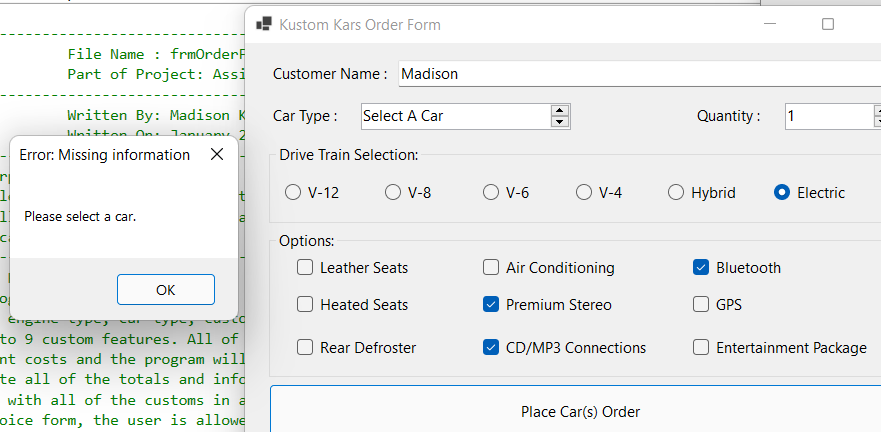 File Name : frmOrderF
Part of Project: Assi
Written By: Madison K
Written On: January 2
Error: Missing information
Please select a car.
OK
engine type, car type, custo
to 9 custom features. All of
nt costs and the program will
te all of the totals and info
with all of the customs in a
oice form, the user is allowe
Kustom Kars Order Form
Customer Name : Madison
Car Type : Select A Car Quantity : 1
Drive Train Selection:
V-12 V-8 V-6 V-4 Hybrid Electric
Options:
Leather Seats Air Conditioning Bluetooth
Heated Seats Premium Stereo GPS
Rear Defroster CD/MP3 Connections Entertainment Package
Place Car(s) Order